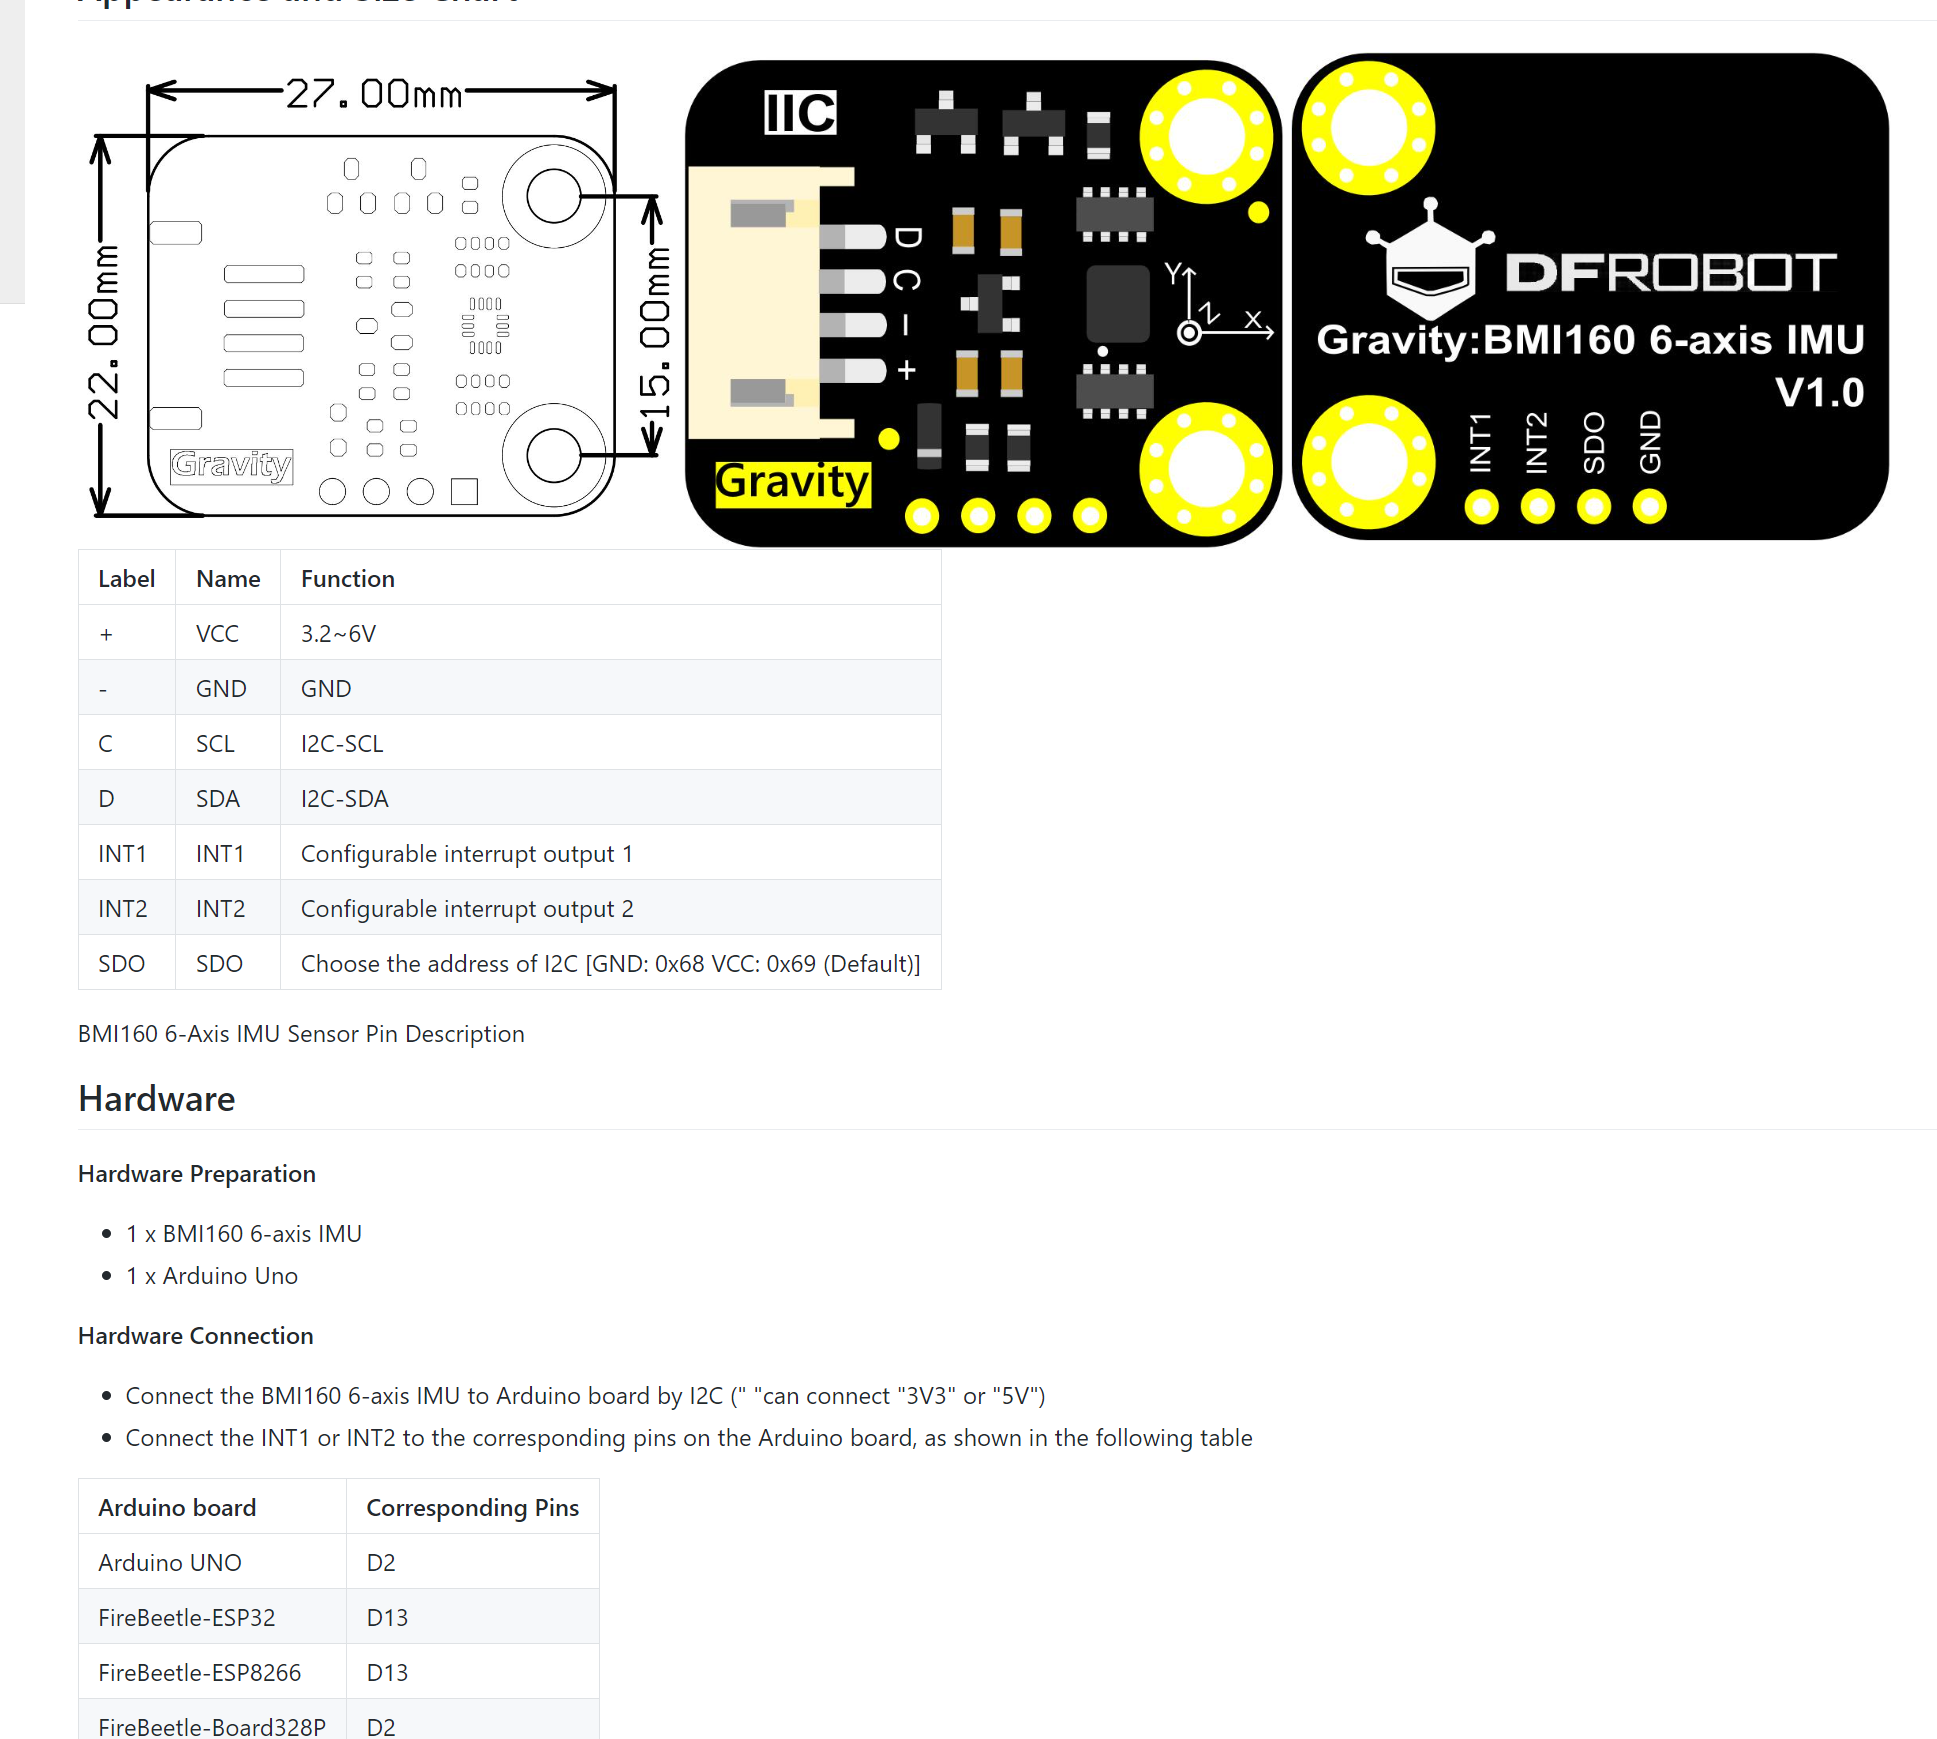 Appearance and Size Chart
27.00mm
22.00mm
15.00mm
Gravity
IIC
D
C
-
+
Y
Z
X
Gravity
DFROBOT
Gravity:BMI160 6-axis IMU
V1.0
INT1 INT2 SDO GND
Label Name Function
+ VCC 3.2~6V
- GND GND
C SCL I2C-SCL
D SDA I2C-SDA
INT1 INT1 Configurable interrupt output 1
INT2 INT2 Configurable interrupt output 2
SDO SDO Choose the address of I2C [GND: 0x68 VCC: 0x69 (Default)]
BMI160 6-Axis IMU Sensor Pin Description
Hardware
Hardware Preparation
1 x BMI160 6-axis IMU
1 x Arduino Uno
Hardware Connection
Connect the BMI160 6-axis IMU to Arduino board by I2C (" "can connect "3V3" or "5V")
Connect the INT1 or INT2 to the corresponding pins on the Arduino board, as shown in the following table
Arduino board Corresponding Pins
Arduino UNO D2
FireBeetle-ESP32 D13
FireBeetle-ESP8266 D13
FireBeetle-Board328P D2